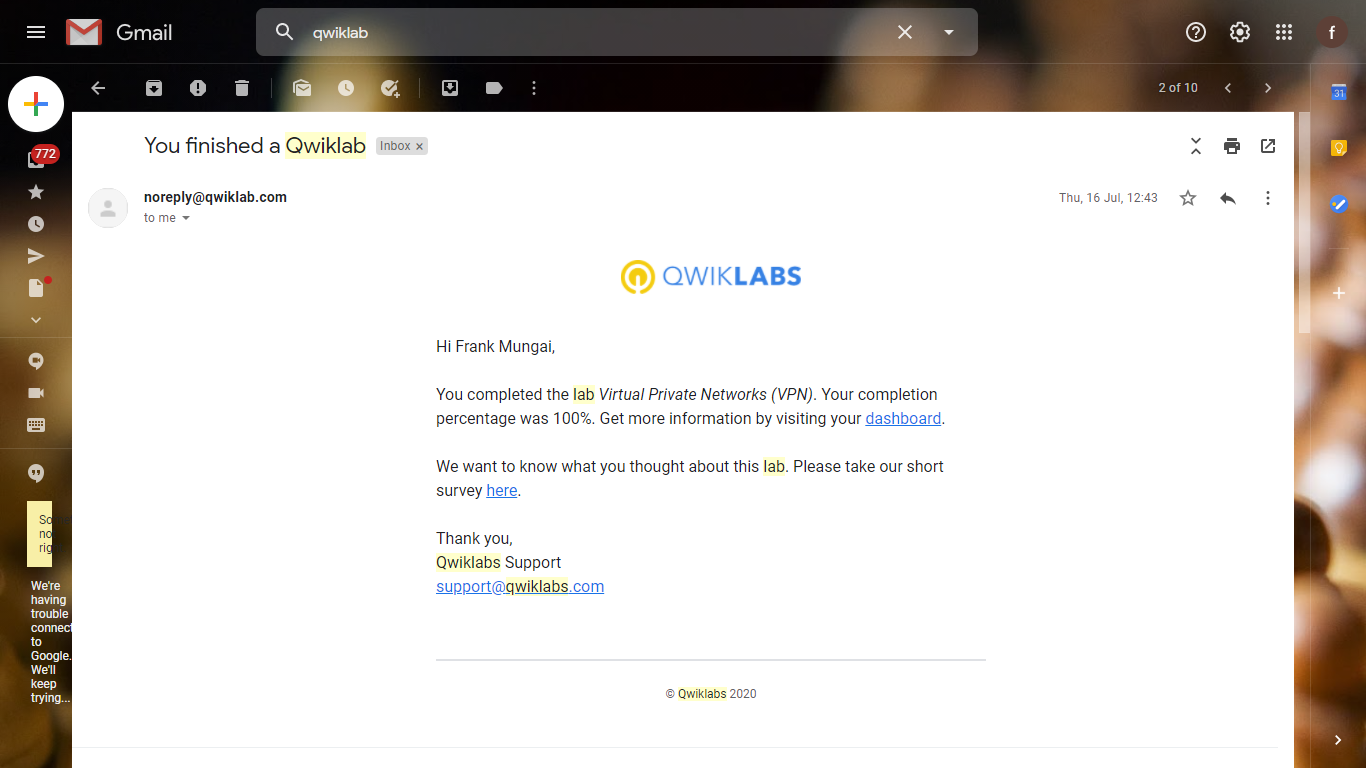 Gmail
qwiklab
f
2 of 10
31
772
You finished a Qwiklab
Inbox ×
noreply@qwiklab.com
Thu, 16 Jul, 12:43
to me
QWIKLABS
Hi Frank Mungai,
You completed the lab Virtual Private Networks (VPN). Your completion
percentage was 100%. Get more information by visiting your dashboard.
We want to know what you thought about this lab. Please take our short
survey here.
Thank you,
Qwiklabs Support
support@qwiklabs.com
© Qwiklabs 2020
So
no
rig
We're
having
trouble
connect
to
Google.
We'll
keep
trying...